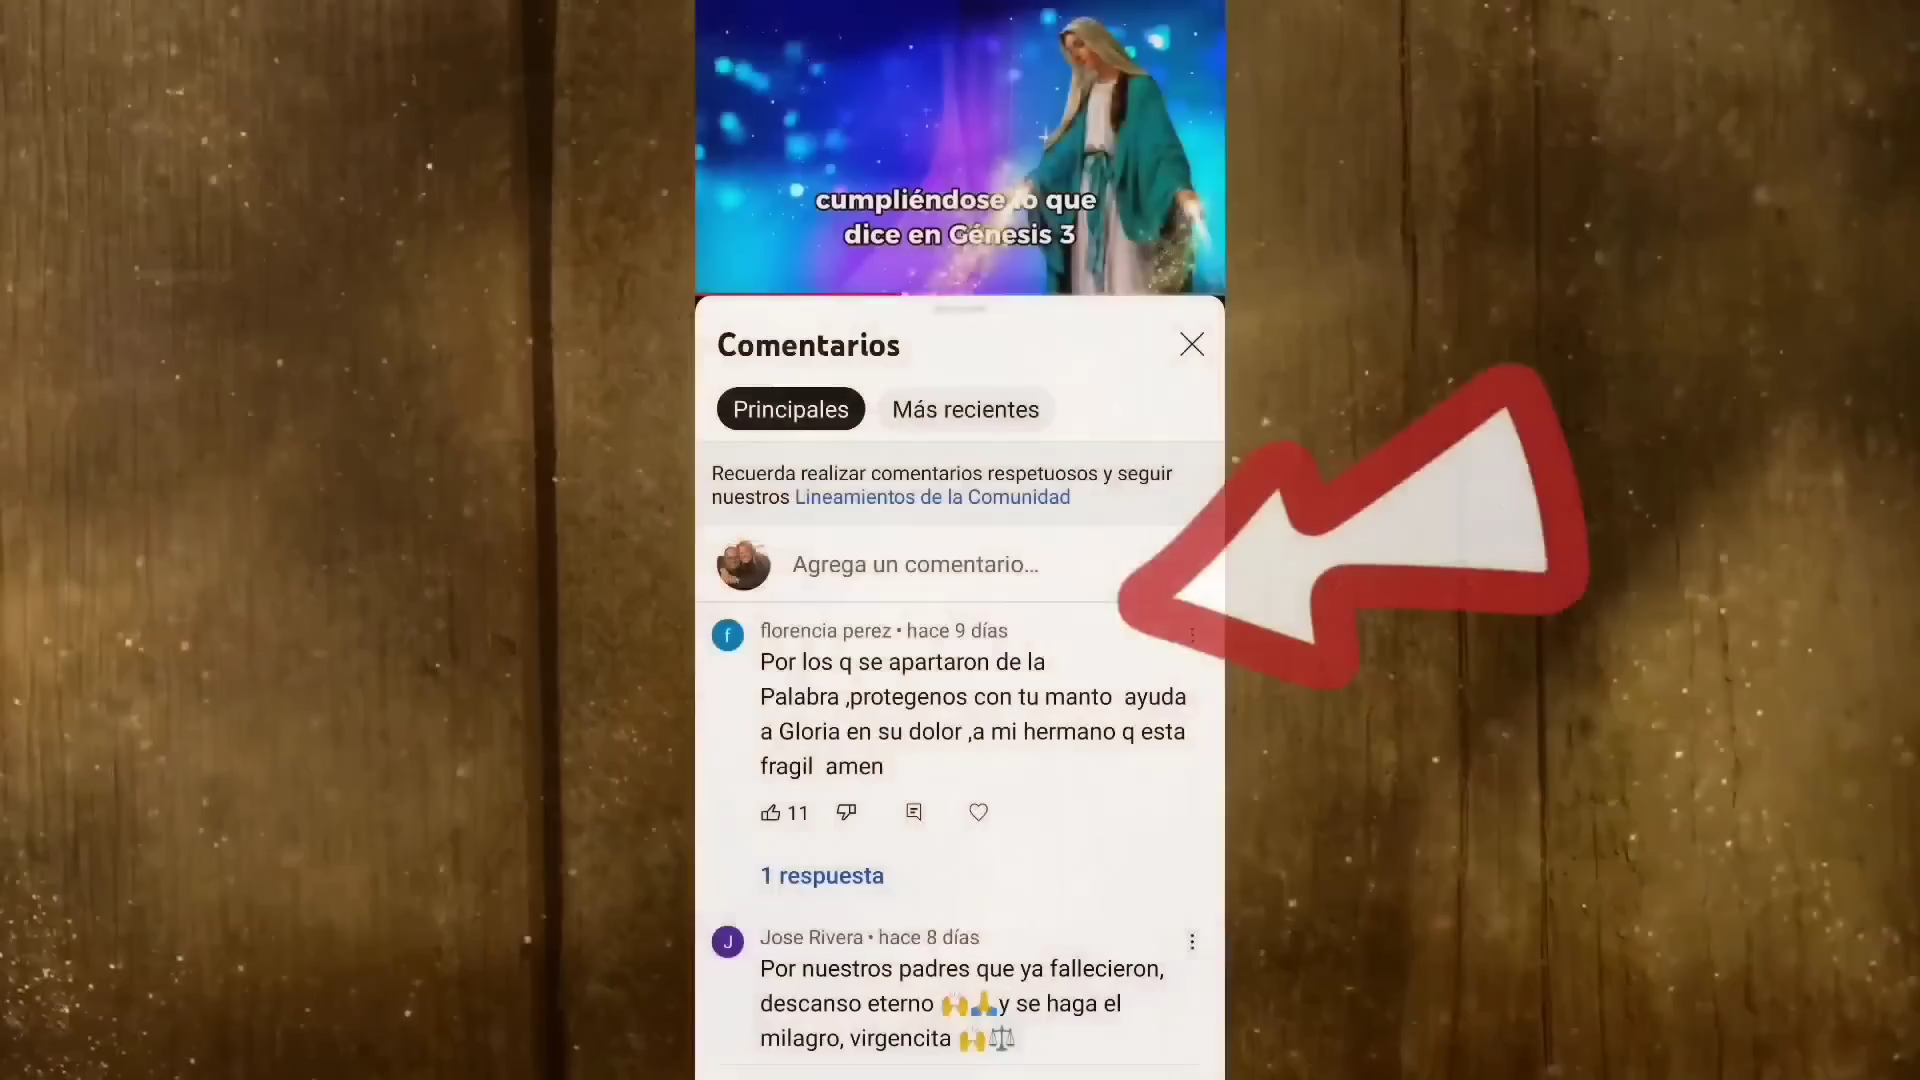 cumpliéndose lo que
dice en Génesis 3
Comentarios
Principales
Más recientes
Recuerda realizar comentarios respetuosos y seguir
nuestros Lineamientos de la Comunidad
Agrega un comentario...
f
florencia perez • hace 9 días
Por los q se apartaron de la
Palabra ,protegenos con tu manto  ayuda
a Gloria en su dolor ,a mi hermano q esta
fragil  amen
11
1 respuesta
J
Jose Rivera • hace 8 días
Por nuestros padres que ya fallecieron,
descanso eterno 🙌🙏y se haga el
milagro, virgencita 🙌⚖️